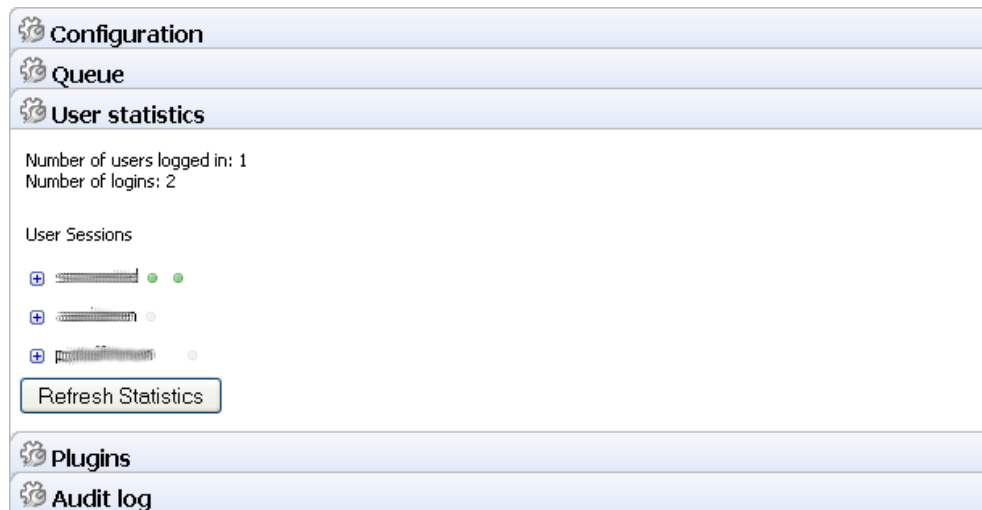 Configuration
Queue
User statistics
Number of users logged in: 1
Number of logins: 2
User Sessions
Refresh Statistics
Plugins
Audit log